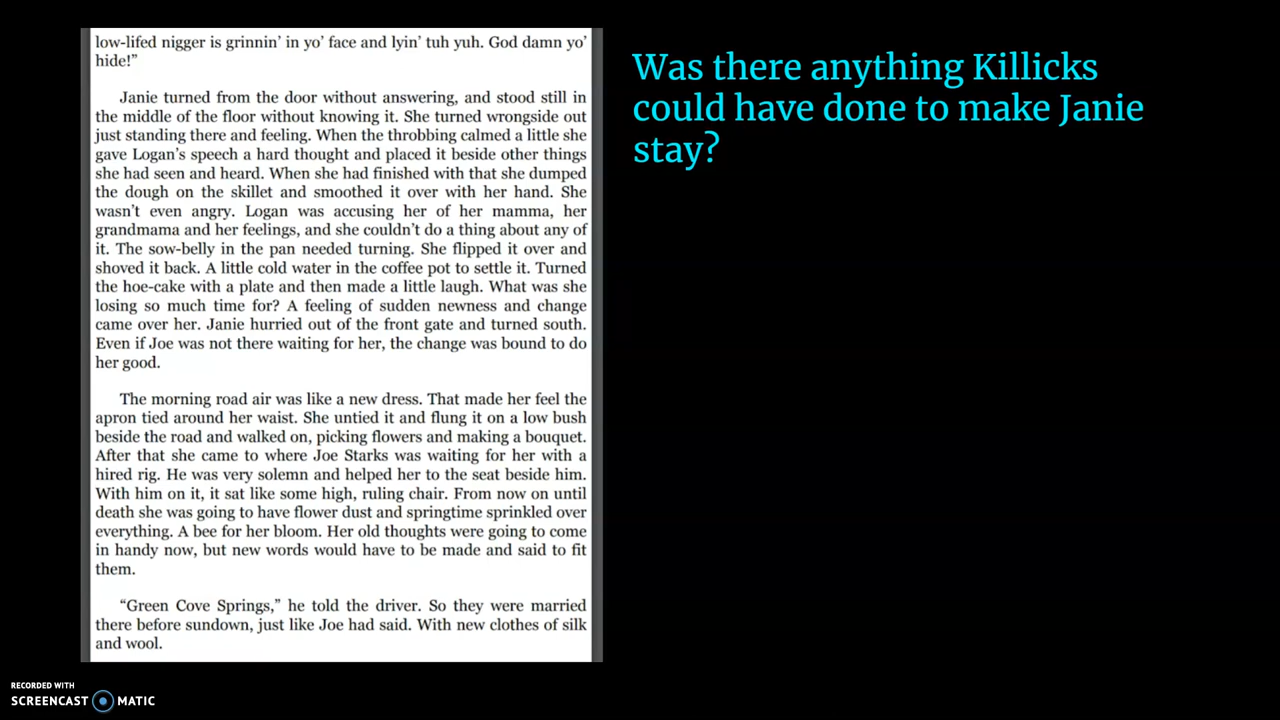 low-lifed nigger is grinnin’ in yo’ face and lyin’ tuh yuh. God damn yo’
hide!”
Janie turned from the door without answering, and stood still in
the middle of the floor without knowing it. She turned wrongside out
just standing there and feeling. When the throbbing calmed a little she
gave Logan’s speech a hard thought and placed it beside other things
she had seen and heard. When she had finished with that she dumped
the dough on the skillet and smoothed it over with her hand. She
wasn’t even angry. Logan was accusing her of her mamma, her
grandmama and her feelings, and she couldn’t do a thing about any of
it. The sow-belly in the pan needed turning. She flipped it over and
shoved it back. A little cold water in the coffee pot to settle it. Turned
the hoe-cake with a plate and then made a little laugh. What was she
losing so much time for? A feeling of sudden newness and change
came over her. Janie hurried out of the front gate and turned south.
Even if Joe was not there waiting for her, the change was bound to do
her good.
The morning road air was like a new dress. That made her feel the
apron tied around her waist. She untied it and flung it on a low bush
beside the road and walked on, picking flowers and making a bouquet.
After that she came to where Joe Starks was waiting for her with a
hired rig. He was very solemn and helped her to the seat beside him.
With him on it, it sat like some high, ruling chair. From now on until
death she was going to have flower dust and springtime sprinkled over
everything. A bee for her bloom. Her old thoughts were going to come
in handy now, but new words would have to be made and said to fit
them.
“Green Cove Springs,” he told the driver. So they were married
there before sundown, just like Joe had said. With new clothes of silk
and wool.
Was there anything Killicks
could have done to make Janie
stay?
RECORDED WITH
SCREENCAST MATIC